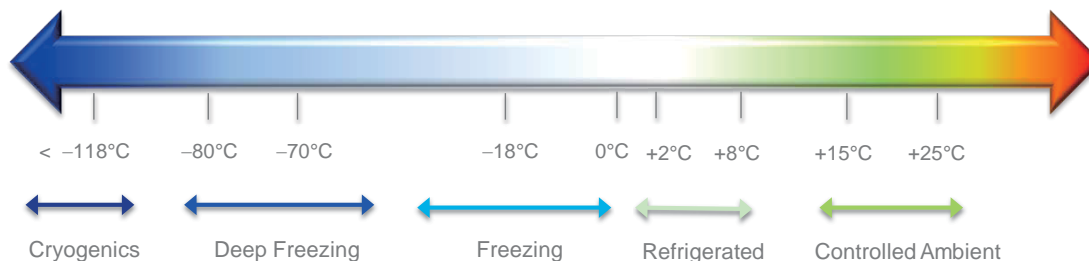 < –118°C –80°C –70°C –18°C 0°C +2°C +8°C +15°C +25°C
Cryogenics Deep Freezing Freezing Refrigerated Controlled Ambient